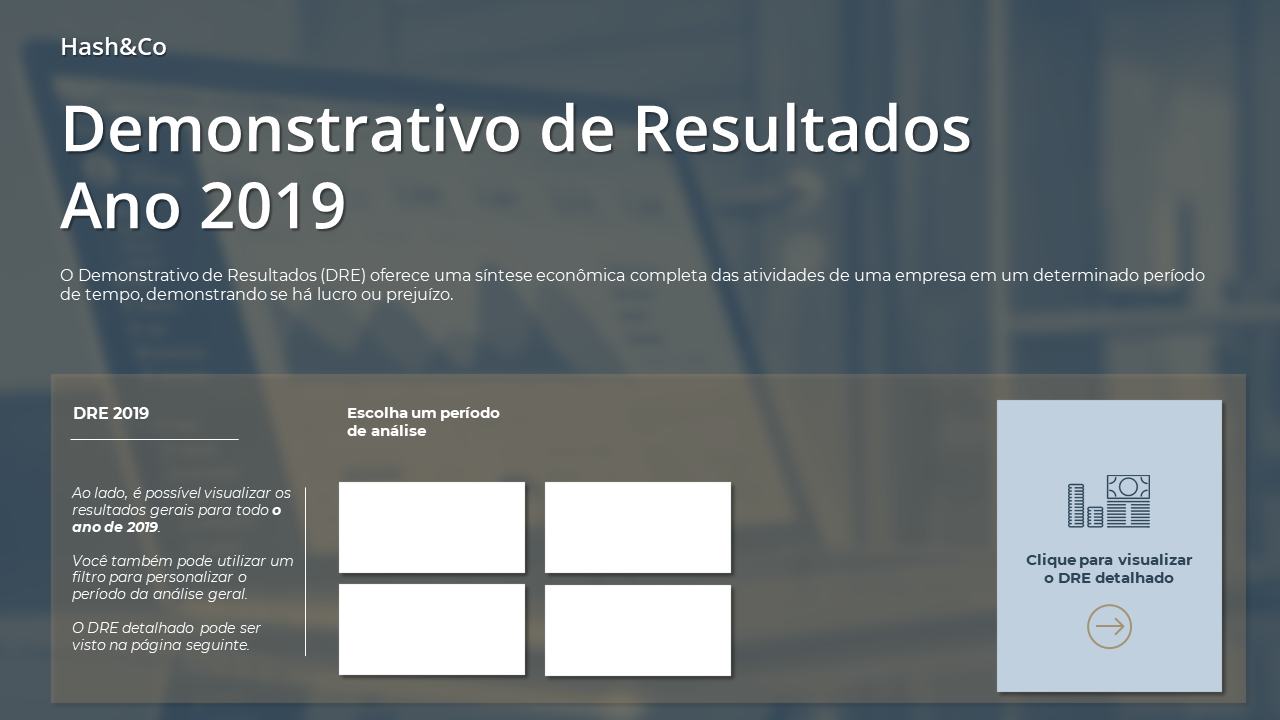 Hash&Co
Demonstrativo de Resultados
Ano 2019
O Demonstrativo de Resultados (DRE) oferece uma síntese econômica completa das atividades de uma empresa em um determinado período
de tempo, demonstrando se há lucro ou prejuízo.
DRE 2019
Ao lado, é possível visualizar os
resultados gerais para todo o
ano de 2019.
Você também pode utilizar um
filtro para personalizar o
período da análise geral.
O DRE detalhado pode ser
visto na página seguinte.
Escolha um período
de análise
Clique para visualizar
o DRE detalhado